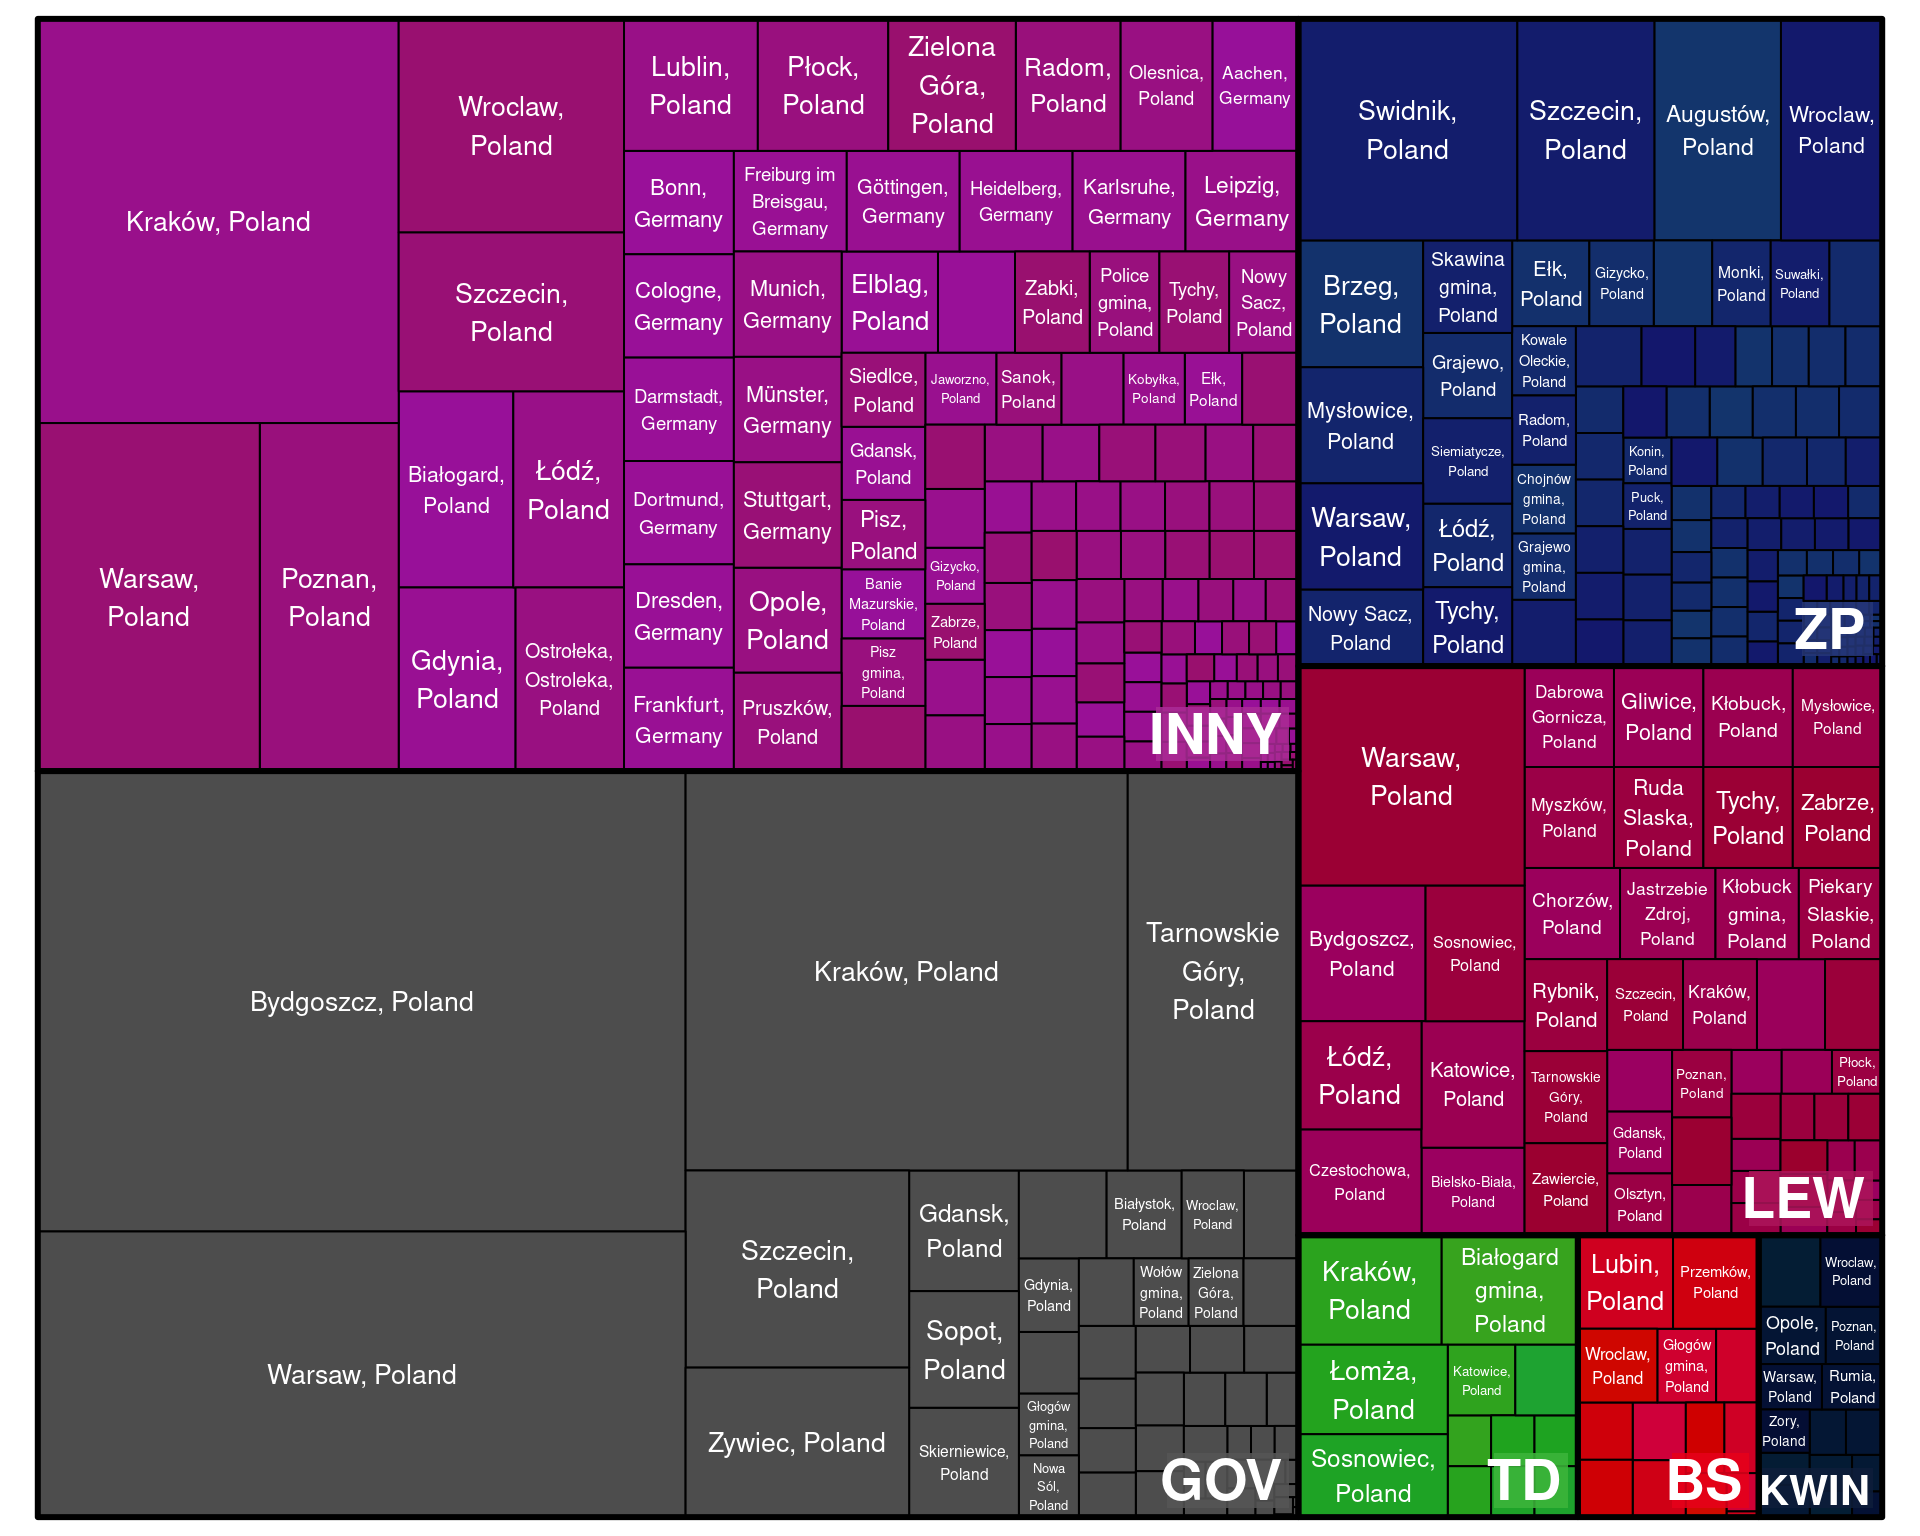 Kraków, Poland
Wroclaw,
Poland
Szczecin,
Poland
Warsaw,
Poland
Poznan,
Poland
Białogard,
Poland
Łódź,
Poland
Gdynia,
Poland
Ostrołeka,
Ostroleka,
Poland
Lublin,
Poland
Płock,
Poland
Zielona
Góra,
Poland
Radom,
Poland
Olesnica,
Poland
Aachen,
Germany
Bonn,
Germany
Freiburg im
Breisgau,
Germany
Göttingen,
Germany
Heidelberg,
Germany
Karlsruhe,
Germany
Leipzig,
Germany
Cologne,
Germany
Munich,
Germany
Elblag,
Poland
Zabki,
Poland
Police
gmina,
Poland
Tychy,
Poland
Nowy
Sacz,
Poland
Darmstadt,
Germany
Münster,
Germany
Siedlce,
Poland
Jaworzno,
Poland
Sanok,
Poland
Kobyłka,
Poland
Ełk,
Poland
Dortmund,
Germany
Stuttgart,
Germany
Gdansk,
Poland
Pisz,
Poland
Dresden,
Germany
Opole,
Poland
Banie
Mazurskie,
Poland
Gizycko,
Poland
Zabrze,
Poland
Pisz
gmina,
Poland
Frankfurt,
Germany
Pruszków,
Poland
INNY
Swidnik,
Poland
Szczecin,
Poland
Augustów,
Poland
Wroclaw,
Poland
Brzeg,
Poland
Skawina
gmina,
Poland
Ełk,
Poland
Gizycko,
Poland
Monki,
Poland
Suwałki,
Poland
Mysłowice,
Poland
Grajewo,
Poland
Kowale
Oleckie,
Poland
Radom,
Poland
Siemiatycze,
Poland
Konin,
Poland
Warsaw,
Poland
Łódź,
Poland
Chojnów
gmina,
Poland
Puck,
Poland
Grajewo
gmina,
Poland
Nowy Sacz,
Poland
Tychy,
Poland
ZP
Bydgoszcz, Poland
Warsaw, Poland
Kraków, Poland
Tarnowskie
Góry,
Poland
Szczecin,
Poland
Zywiec, Poland
Gdansk,
Poland
Sopot,
Poland
Skierniewice,
Poland
Białystok,
Poland
Wroclaw,
Poland
Gdynia,
Poland
Wołów
gmina,
Poland
Zielona
Góra,
Poland
Głogów
gmina,
Poland
Nowa
Sól,
Poland
GOV
Warsaw,
Poland
Dabrowa
Gornicza,
Poland
Gliwice,
Poland
Kłobuck,
Poland
Mysłowice,
Poland
Myszków,
Poland
Ruda
Slaska,
Poland
Tychy,
Poland
Zabrze,
Poland
Bydgoszcz,
Poland
Sosnowiec,
Poland
Chorzów,
Poland
Jastrzebie
Zdroj,
Poland
Kłobuck
gmina,
Poland
Piekary
Slaskie,
Poland
Rybnik,
Poland
Szczecin,
Poland
Kraków,
Poland
Łódź,
Poland
Katowice,
Poland
Tarnowskie
Góry,
Poland
Poznan,
Poland
Płock,
Poland
Gdansk,
Poland
Czestochowa,
Poland
Bielsko-Biała,
Poland
Zawiercie,
Poland
Olsztyn,
Poland
LEW
Kraków,
Poland
Białogard
gmina,
Poland
Łomża,
Poland
Katowice,
Poland
Sosnowiec,
Poland
TD
Lubin,
Poland
Przemków,
Poland
Wroclaw,
Poland
Głogów
gmina,
Poland
BS
Wroclaw,
Poland
Opole,
Poland
Poznan,
Poland
Warsaw,
Poland
Rumia,
Poland
Zory,
Poland
KWIN